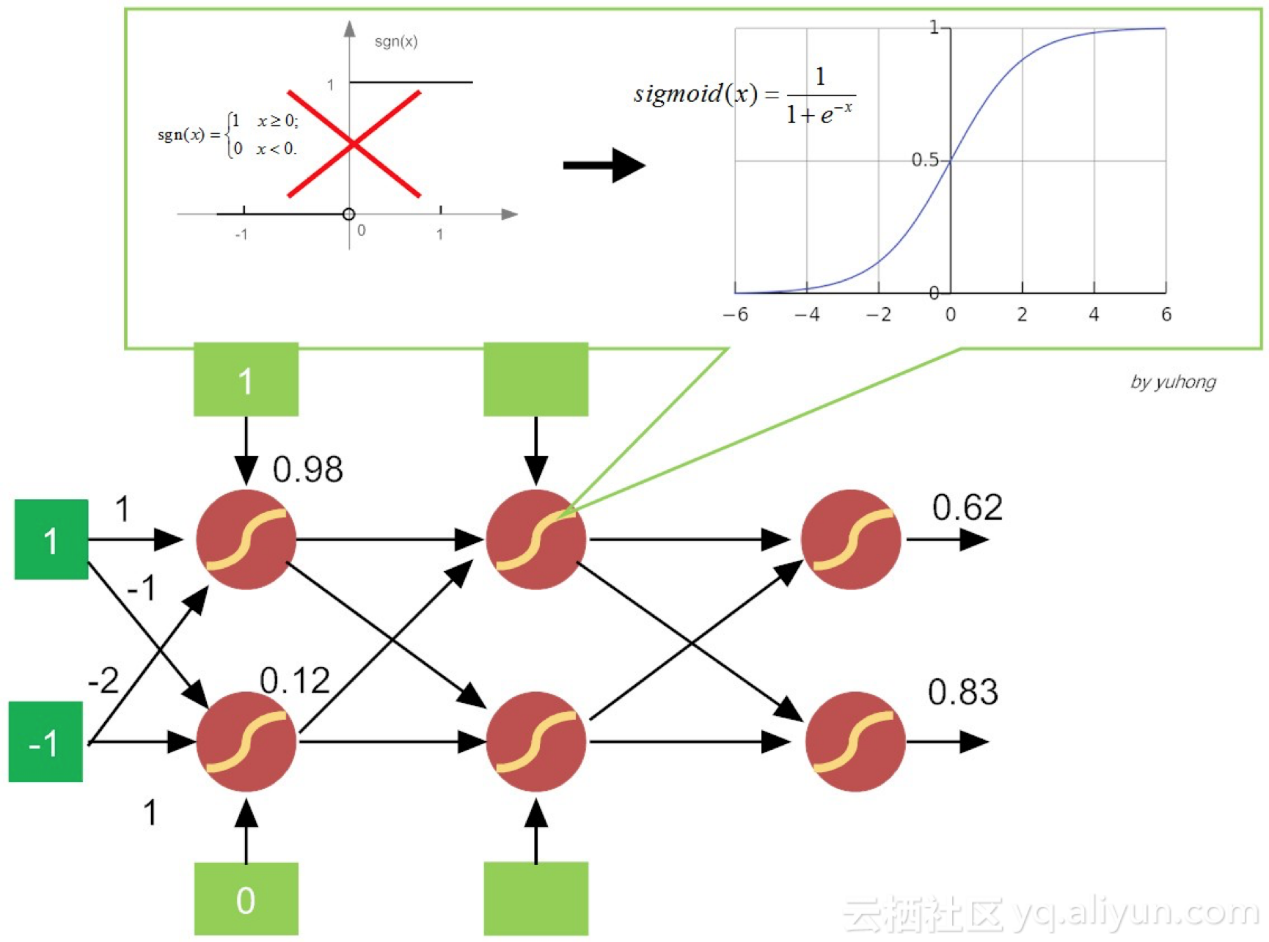 sgn(x)
1
sgn(x) = {1 x ≥ 0;
0 x < 0.
-1
0
1
sigmoid(x) = 1 / (1 + e^{-x})
1
0.5
0
−6 −4 −2 0 2 4 6
by yuhong
1
0.98
1
1
-1
0.62
-2
0.12
0.83
-1
1
0
云栖社区 yq.aliyun.com